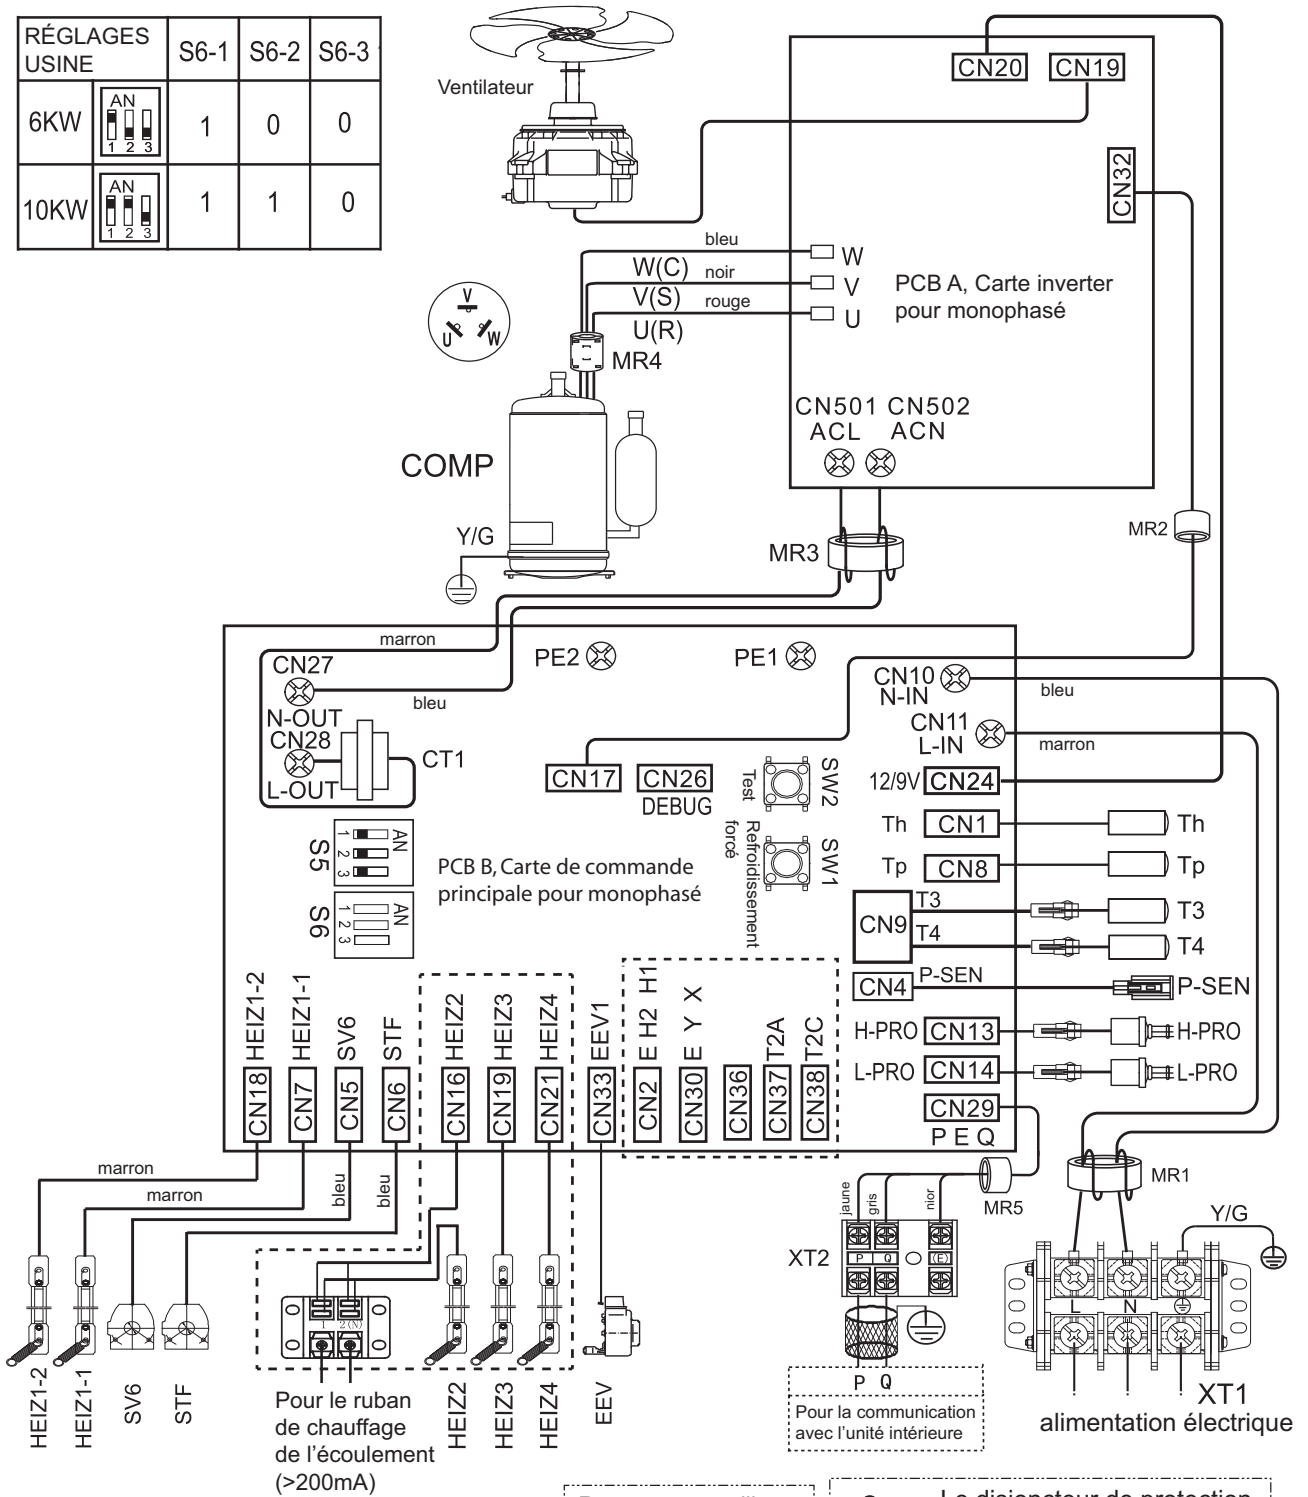 RÉGLAGES
USINE
S6-1
S6-2
S6-3
6KW
AN
1 2 3
1
0
0
10KW
AN
1 2 3
1
1
0
Ventilateur
CN20
CN19
CN32
bleu
W
W(C)
noir
V
V(S)
rouge
U
U(R)
PCB A, Carte inverter
pour monophasé
V
U
W
MR4
CN501
CN502
ACL
ACN
COMP
Y/G
MR3
MR2
marron
CN27
N-OUT
bleu
CN28
L-OUT
CT1
PE2
PE1
CN10
N-IN
bleu
CN11
L-IN
marron
CN17
CN26
DEBUG
Test
SW2
Refroidissement
forcé
SW1
12/9V
CN24
Th
CN1
Th
Tp
CN8
Tp
CN9
T3
T3
T4
T4
CN4
P-SEN
P-SEN
H-PRO
CN13
H-PRO
L-PRO
CN14
L-PRO
CN29
P E Q
S5
1 2 3
AN
S6
1 2 3
AN
PCB B, Carte de commande
principale pour monophasé
CN18
HEIZ1-2
CN7
HEIZ1-1
CN5
SV6
CN6
STF
CN16
HEIZ2
CN19
HEIZ3
CN21
HEIZ4
CN33
EEV1
CN2
E H2 H1
CN30
E Y X
CN36
CN37
T2A
CN38
T2C
marron
marron
bleu
bleu
jaune
gris
nior
MR5
MR1
Y/G
XT2
P
Q
(E)
1
2(N)
L
N
P Q
Pour la communication
avec l'unité intérieure
XT1
alimentation électrique
HEIZ1-2
HEIZ1-1
SV6
STF
Pour le ruban
de chauffage
de l'écoulement
(>200mA)
HEIZ2
HEIZ3
HEIZ4
EEV
Le disjoncteur de protection